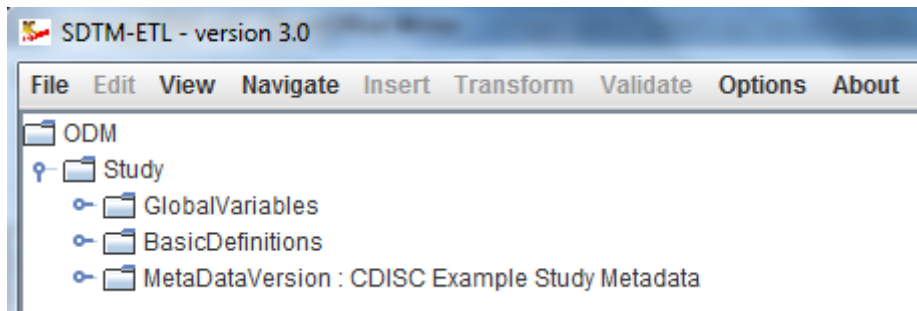 SDTM-ETL - version 3.0
File Edit View Navigate Insert Transform Validate Options About
ODM
Study
GlobalVariables
BasicDefinitions
MetaDataVersion : CDISC Example Study Metadata